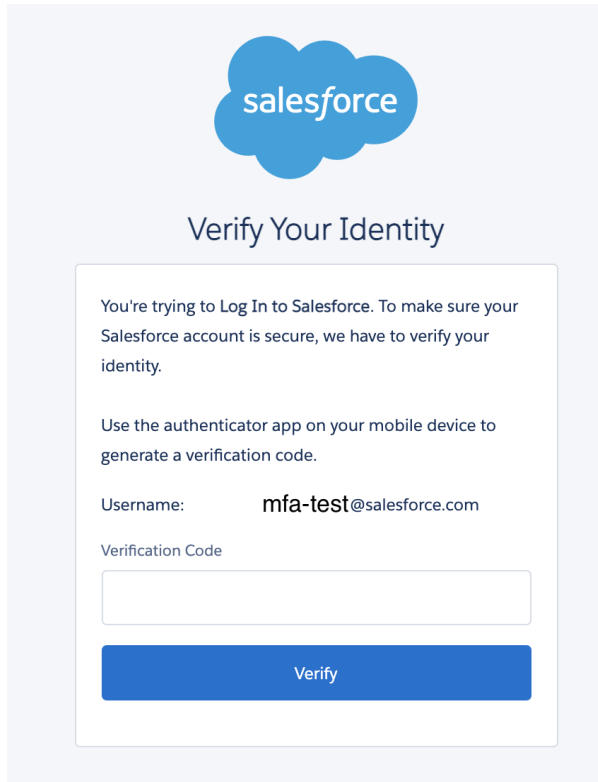 salesforce
Verify Your Identity
You're trying to Log In to Salesforce. To make sure your
Salesforce account is secure, we have to verify your
identity.
Use the authenticator app on your mobile device to
generate a verification code.
Username: mfa-test@salesforce.com
Verification Code
Verify